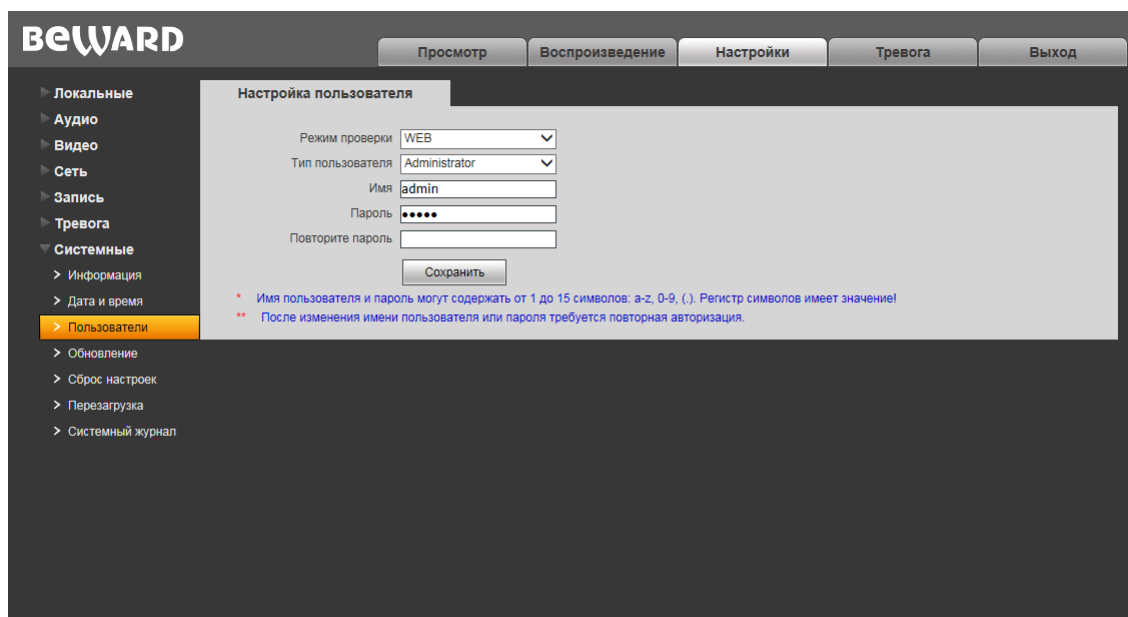 BEWARD
Просмотр Воспроизведение Настройки Тревога Выход
Локальные
Аудио
Видео
Сеть
Запись
Тревога
Системные
> Информация
> Дата и время
> Пользователи
> Обновление
> Сброс настроек
> Перезагрузка
> Системный журнал
Настройка пользователя
Режим проверки WEB
Тип пользователя Administrator
Имя admin
Пароль •••••
Повторите пароль
Сохранить
* Имя пользователя и пароль могут содержать от 1 до 15 символов: a-z, 0-9, (.). Регистр символов имеет значение!
** После изменения имени пользователя или пароля требуется повторная авторизация.